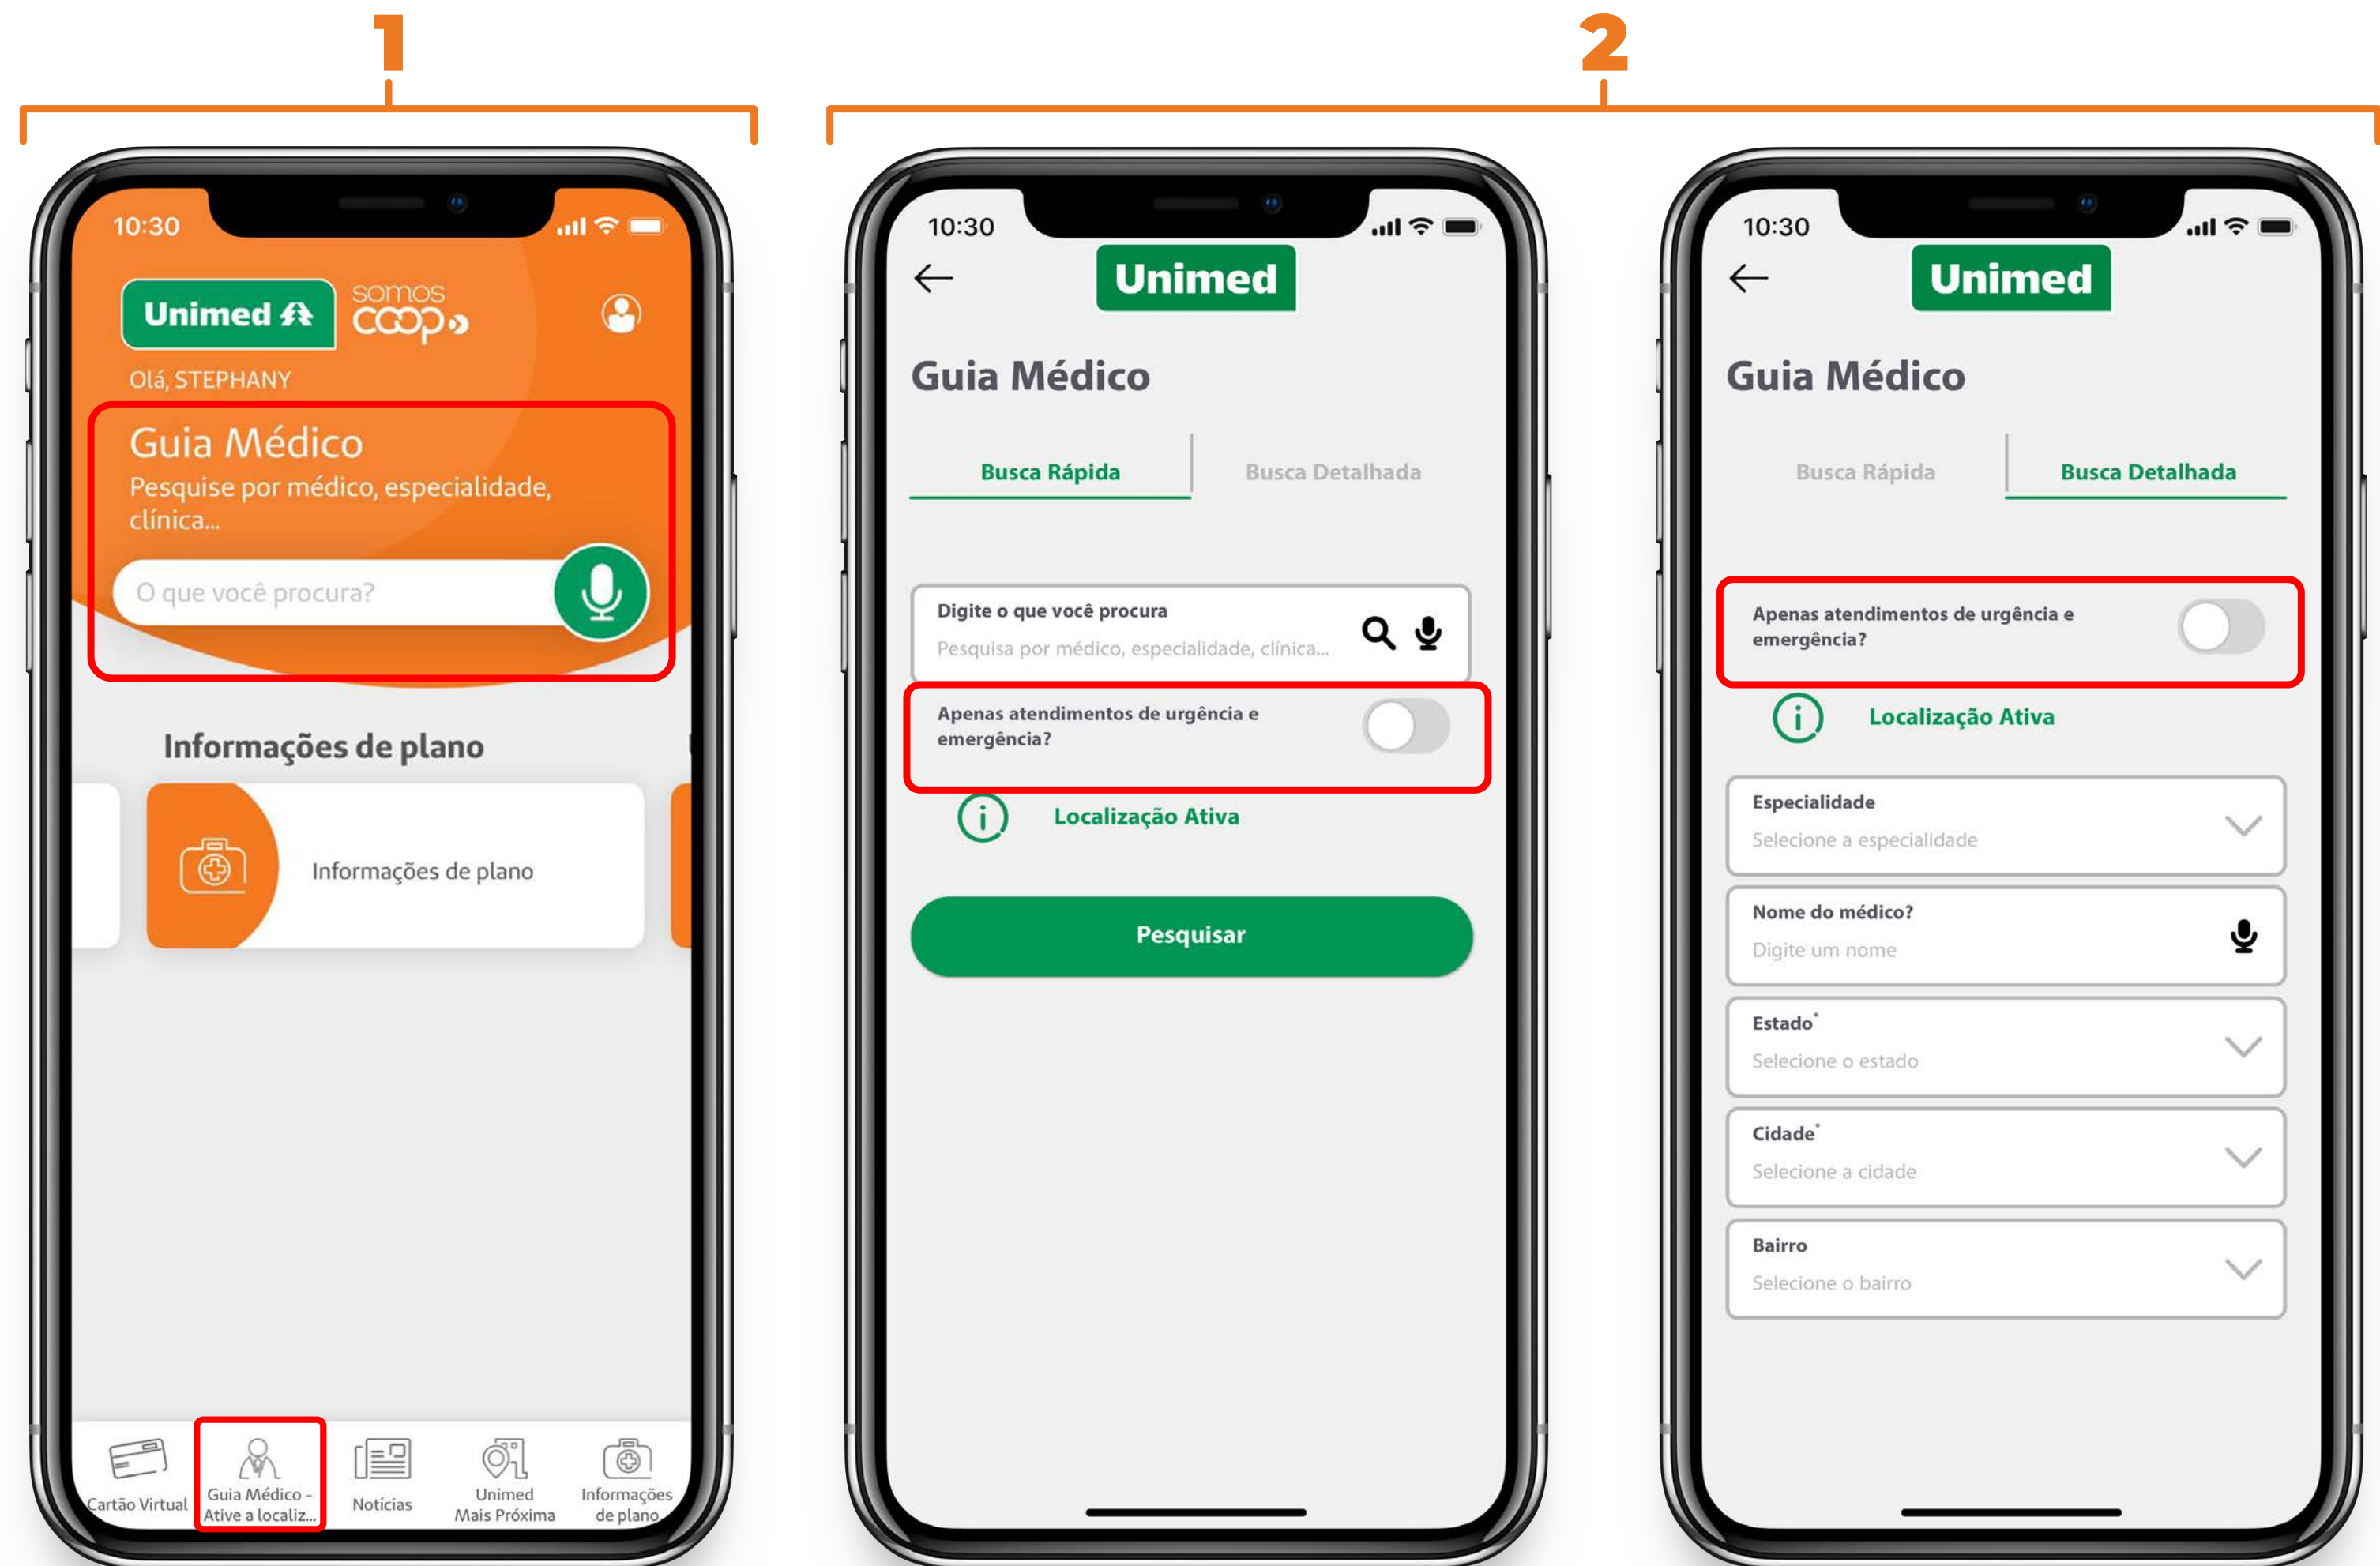 1
2
10:30
Unimed
somos
coop
Olá, STEPHANY
Guia Médico
Pesquise por médico, especialidade,
clínica...
O que você procura?
Informações de plano
Informações de plano
Cartão Virtual
Guia Médico -
Ative a localiz...
Notícias
Unimed
Mais Próxima
Informações
de plano
10:30
Unimed
Guia Médico
Busca Rápida
Busca Detalhada
Digite o que você procura
Pesquisa por médico, especialidade, clínica...
Apenas atendimentos de urgência e
emergência?
Localização Ativa
Pesquisar
10:30
Unimed
Guia Médico
Busca Rápida
Busca Detalhada
Apenas atendimentos de urgência e
emergência?
Localização Ativa
Especialidade
Selecione a especialidade
Nome do médico?
Digite um nome
Estado*
Selecione o estado
Cidade*
Selecione a cidade
Bairro
Selecione o bairro